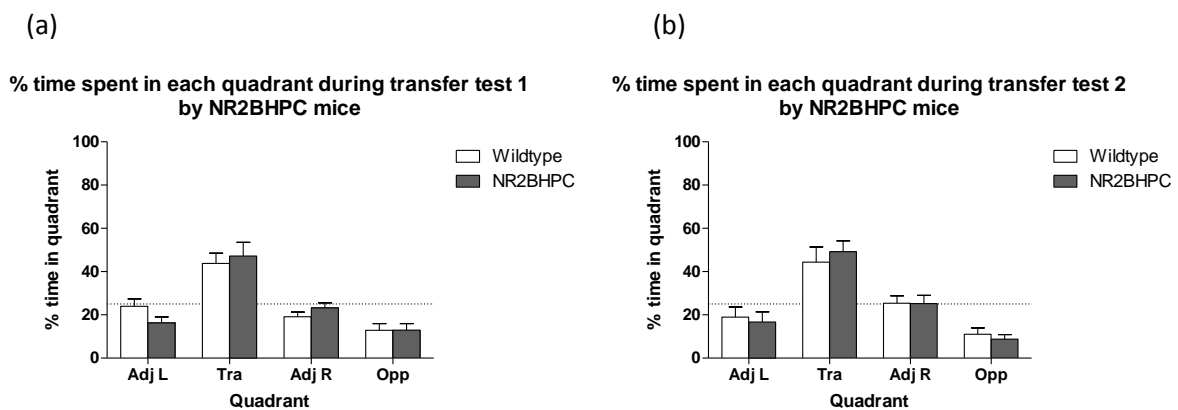 (a)
% time spent in each quadrant during transfer test 1
by NR2BHPC mice
100
80
60
40
20
0
% time in quadrant
Wildtype
NR2BHPC
Adj L
Tra
Adj R
Opp
Quadrant
(b)
% time spent in each quadrant during transfer test 2
by NR2BHPC mice
100
80
60
40
20
0
% time in quadrant
Wildtype
NR2BHPC
Adj L
Tra
Adj R
Opp
Quadrant